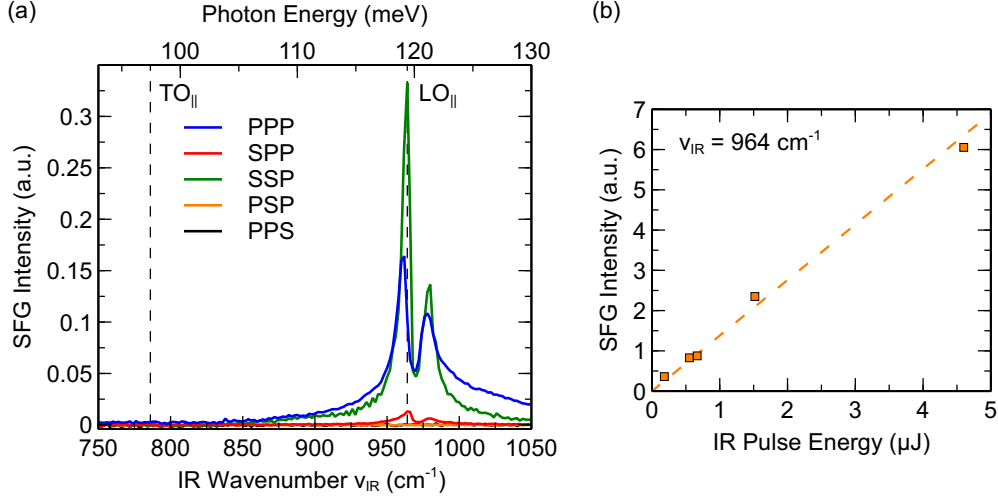 (a)
Photon Energy (meV)
100 110 120 130
TO||
LO||
PPP
SPP
SSP
PSP
PPS
0.3
0.25
0.2
0.15
0.1
0.05
0
SFG Intensity (a.u.)
750 800 850 900 950 1000 1050
IR Wavenumber νIR (cm-1)
(b)
νIR = 964 cm-1
7
6
5
4
3
2
1
0
SFG Intensity (a.u.)
0 1 2 3 4 5
IR Pulse Energy (µJ)